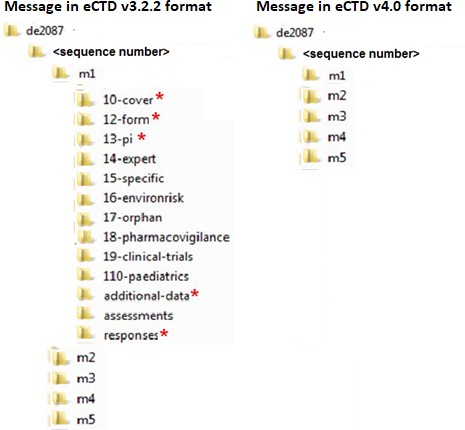 Message in eCTD v3.2.2 format
de2087
<sequence number>
m1
10-cover*
12-form*
13-pi *
14-expert
15-specific
16-environrisk
17-orphan
18-pharmacovigilance
19-clinical-trials
110-paediatrics
additional-data*
assessments
responses*
m2
m3
m4
m5
Message in eCTD v4.0 format
de2087
<sequence number>
m1
m2
m3
m4
m5